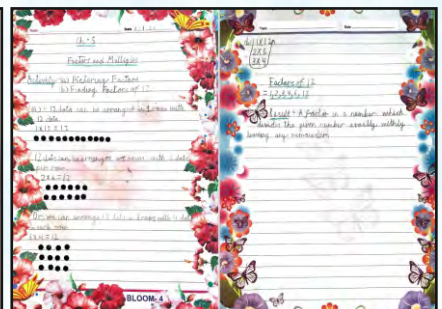 Ch - 5
Factors and Multiples
Activity a) Relating Factors
b) Finding Factors of 12
12 dots can be arranged in 1 row with
12 dots.
1 X 12 = 12
12 dots can be arranged 2 rows with 6 dots
2 X 6 = 12
Or, we can arrange 12 dots in 3 rows with 4 dots
in each row
3 X 4 = 12
BLOOM- 4
(b) 1 X 12
2 X 6
3 X 4
Factors of 12
= 1,2,3,4,6,12
Result - A factor is a number which
divides the given number exactly without
leaving any remainder.